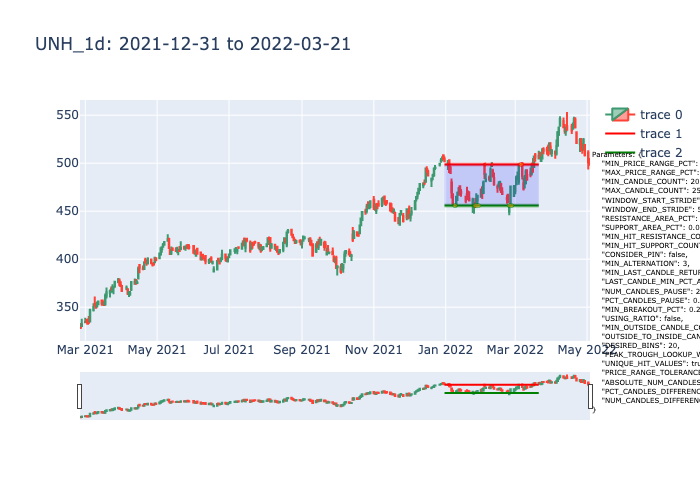 UNH_1d: 2021-12-31 to 2022-03-21
550
500
450
400
350
Mar 2021
May 2021
Jul 2021
Sep 2021
Nov 2021
Jan 2022
Mar 2022
May 2022
trace 0
trace 1
trace 2
Parameters: {
"MIN_PRICE_RANGE_PCT":
"MAX_PRICE_RANGE_PCT":
"MIN_CANDLE_COUNT": 20
"MAX_CANDLE_COUNT": 25
"WINDOW_START_STRIDE"
"WINDOW_END_STRIDE": 5
"RESISTANCE_AREA_PCT":
"SUPPORT_AREA_PCT": 0.0
"MIN_HIT_RESISTANCE_CO
"MIN_HIT_SUPPORT_COUNT
"CONSIDER_PIN": false,
"MIN_ALTERNATION": 3,
"MIN_LAST_CANDLE_RETUR
"LAST_CANDLE_MIN_PCT_A
"NUM_CANDLES_PAUSE": 2
"PCT_CANDLES_PAUSE": 0.
"MIN_BREAKOUT_PCT": 0.2
"USING_RATIO": false,
"MIN_OUTSIDE_CANDLE_CO
"OUTSIDE_TO_INSIDE_CAN
"DESIRED_BINS": 20,
"PEAK_TROUGH_LOOKUP_W
"UNIQUE_HIT_VALUES": tru
"PRICE_RANGE_TOLERANC
"ABSOLUTE_NUM_CANDLES
"PCT_CANDLES_DIFFERENC
"NUM_CANDLES_DIFFEREN
}